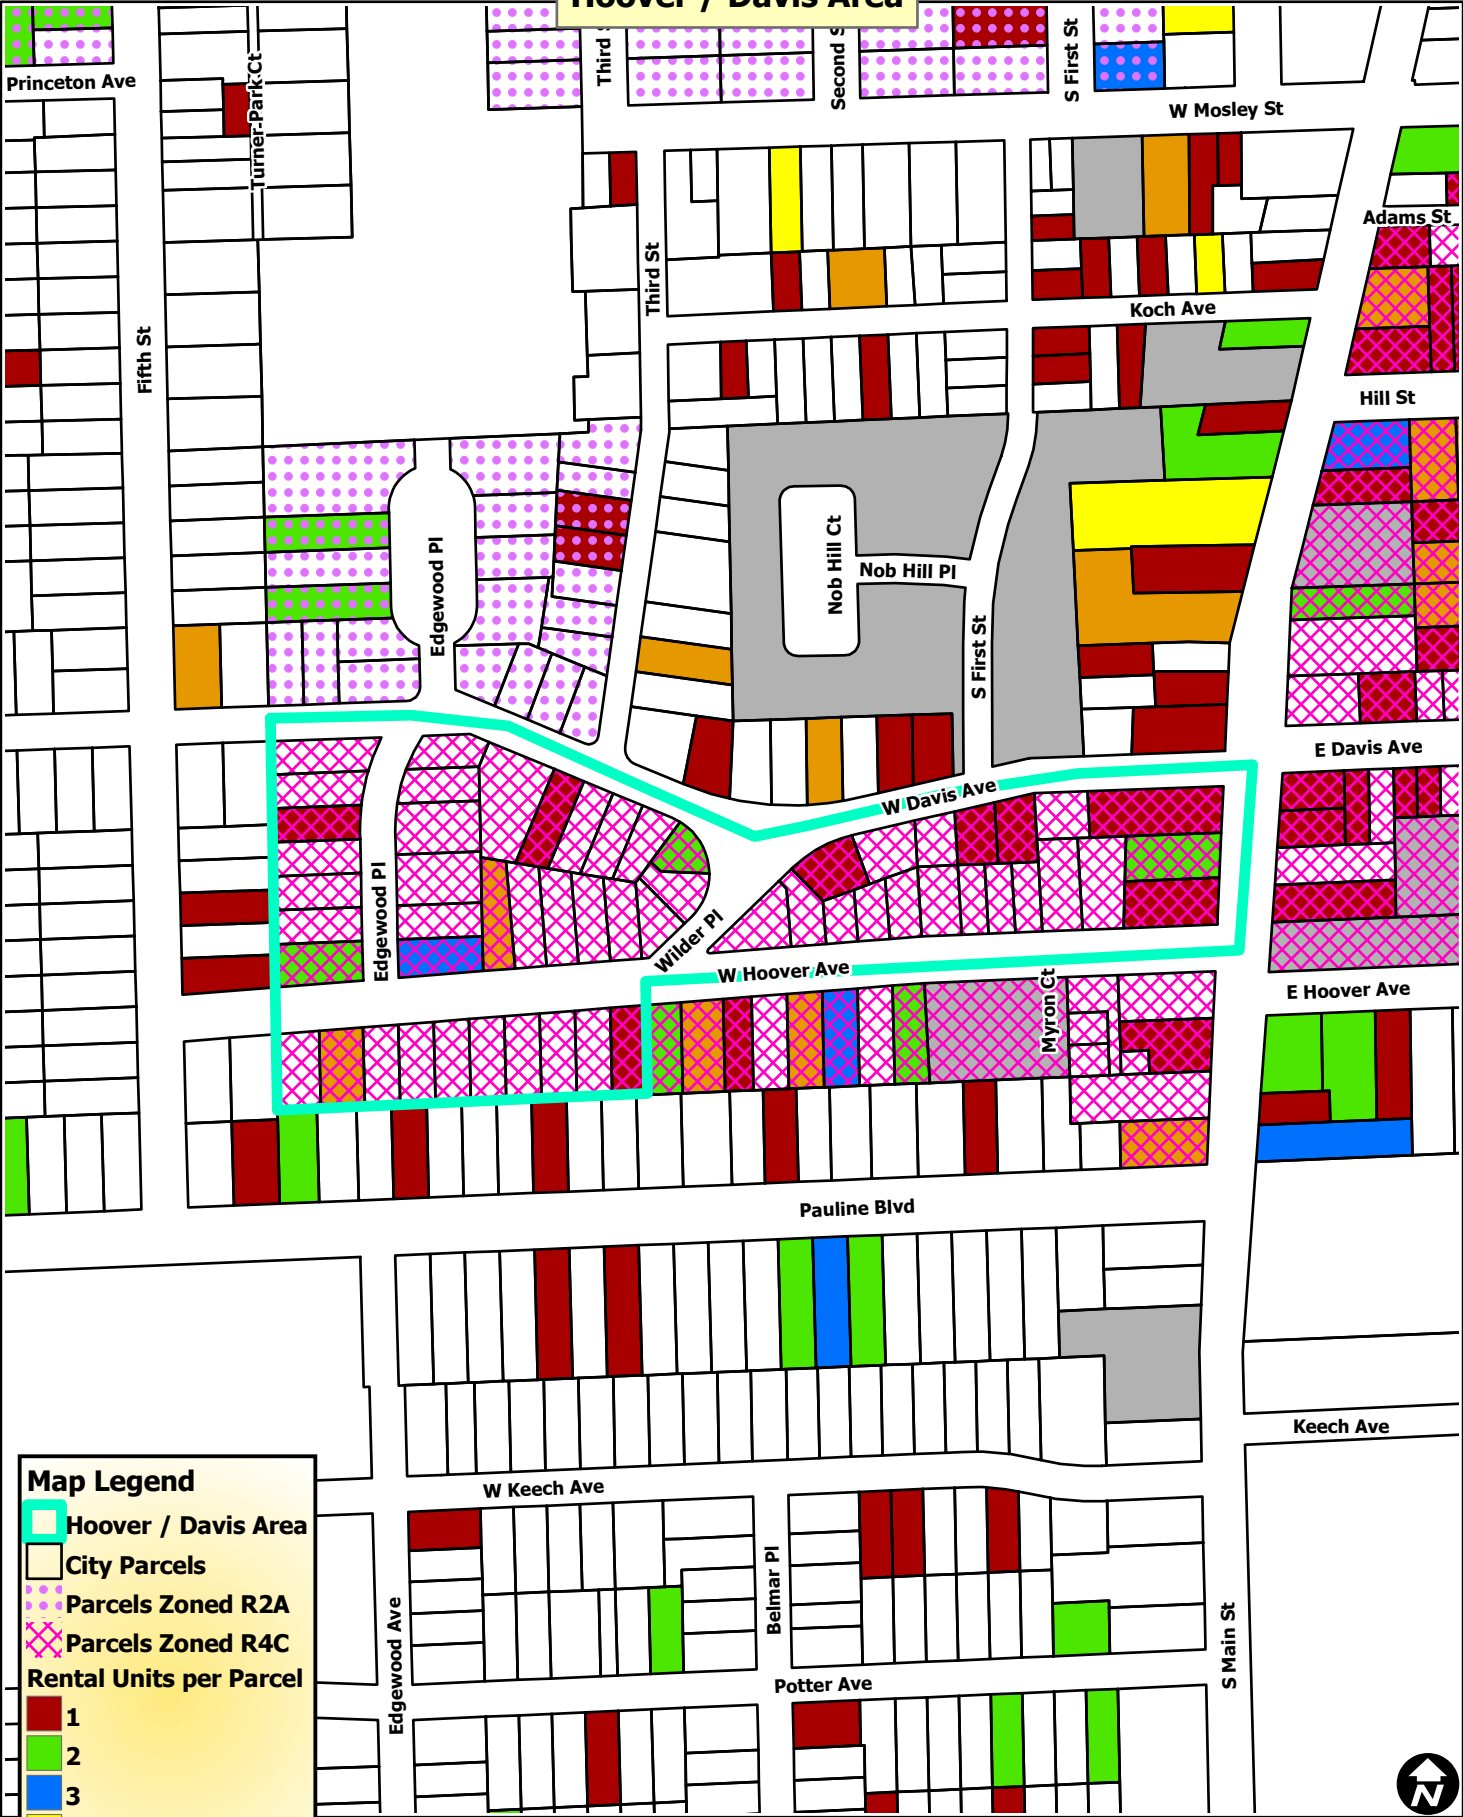 Hoover / Davis Area
Princeton Ave
Turner Park Ct
Third
Second S
S First St
W Mosley St
Adams St
Third St
Fifth St
Koch Ave
Hill St
Edgewood Pl
Nob Hill Ct
Nob Hill Pl
S First St
E Davis Ave
W Davis Ave
Edgewood Pl
Wilder Pl
W Hoover Ave
Myron Ct
E Hoover Ave
Pauline Blvd
Keech Ave
W Keech Ave
Belmar Pl
Edgewood Ave
S Main St
Potter Ave
Map Legend
Hoover / Davis Area
City Parcels
Parcels Zoned R2A
Parcels Zoned R4C
Rental Units per Parcel
1
2
3
N